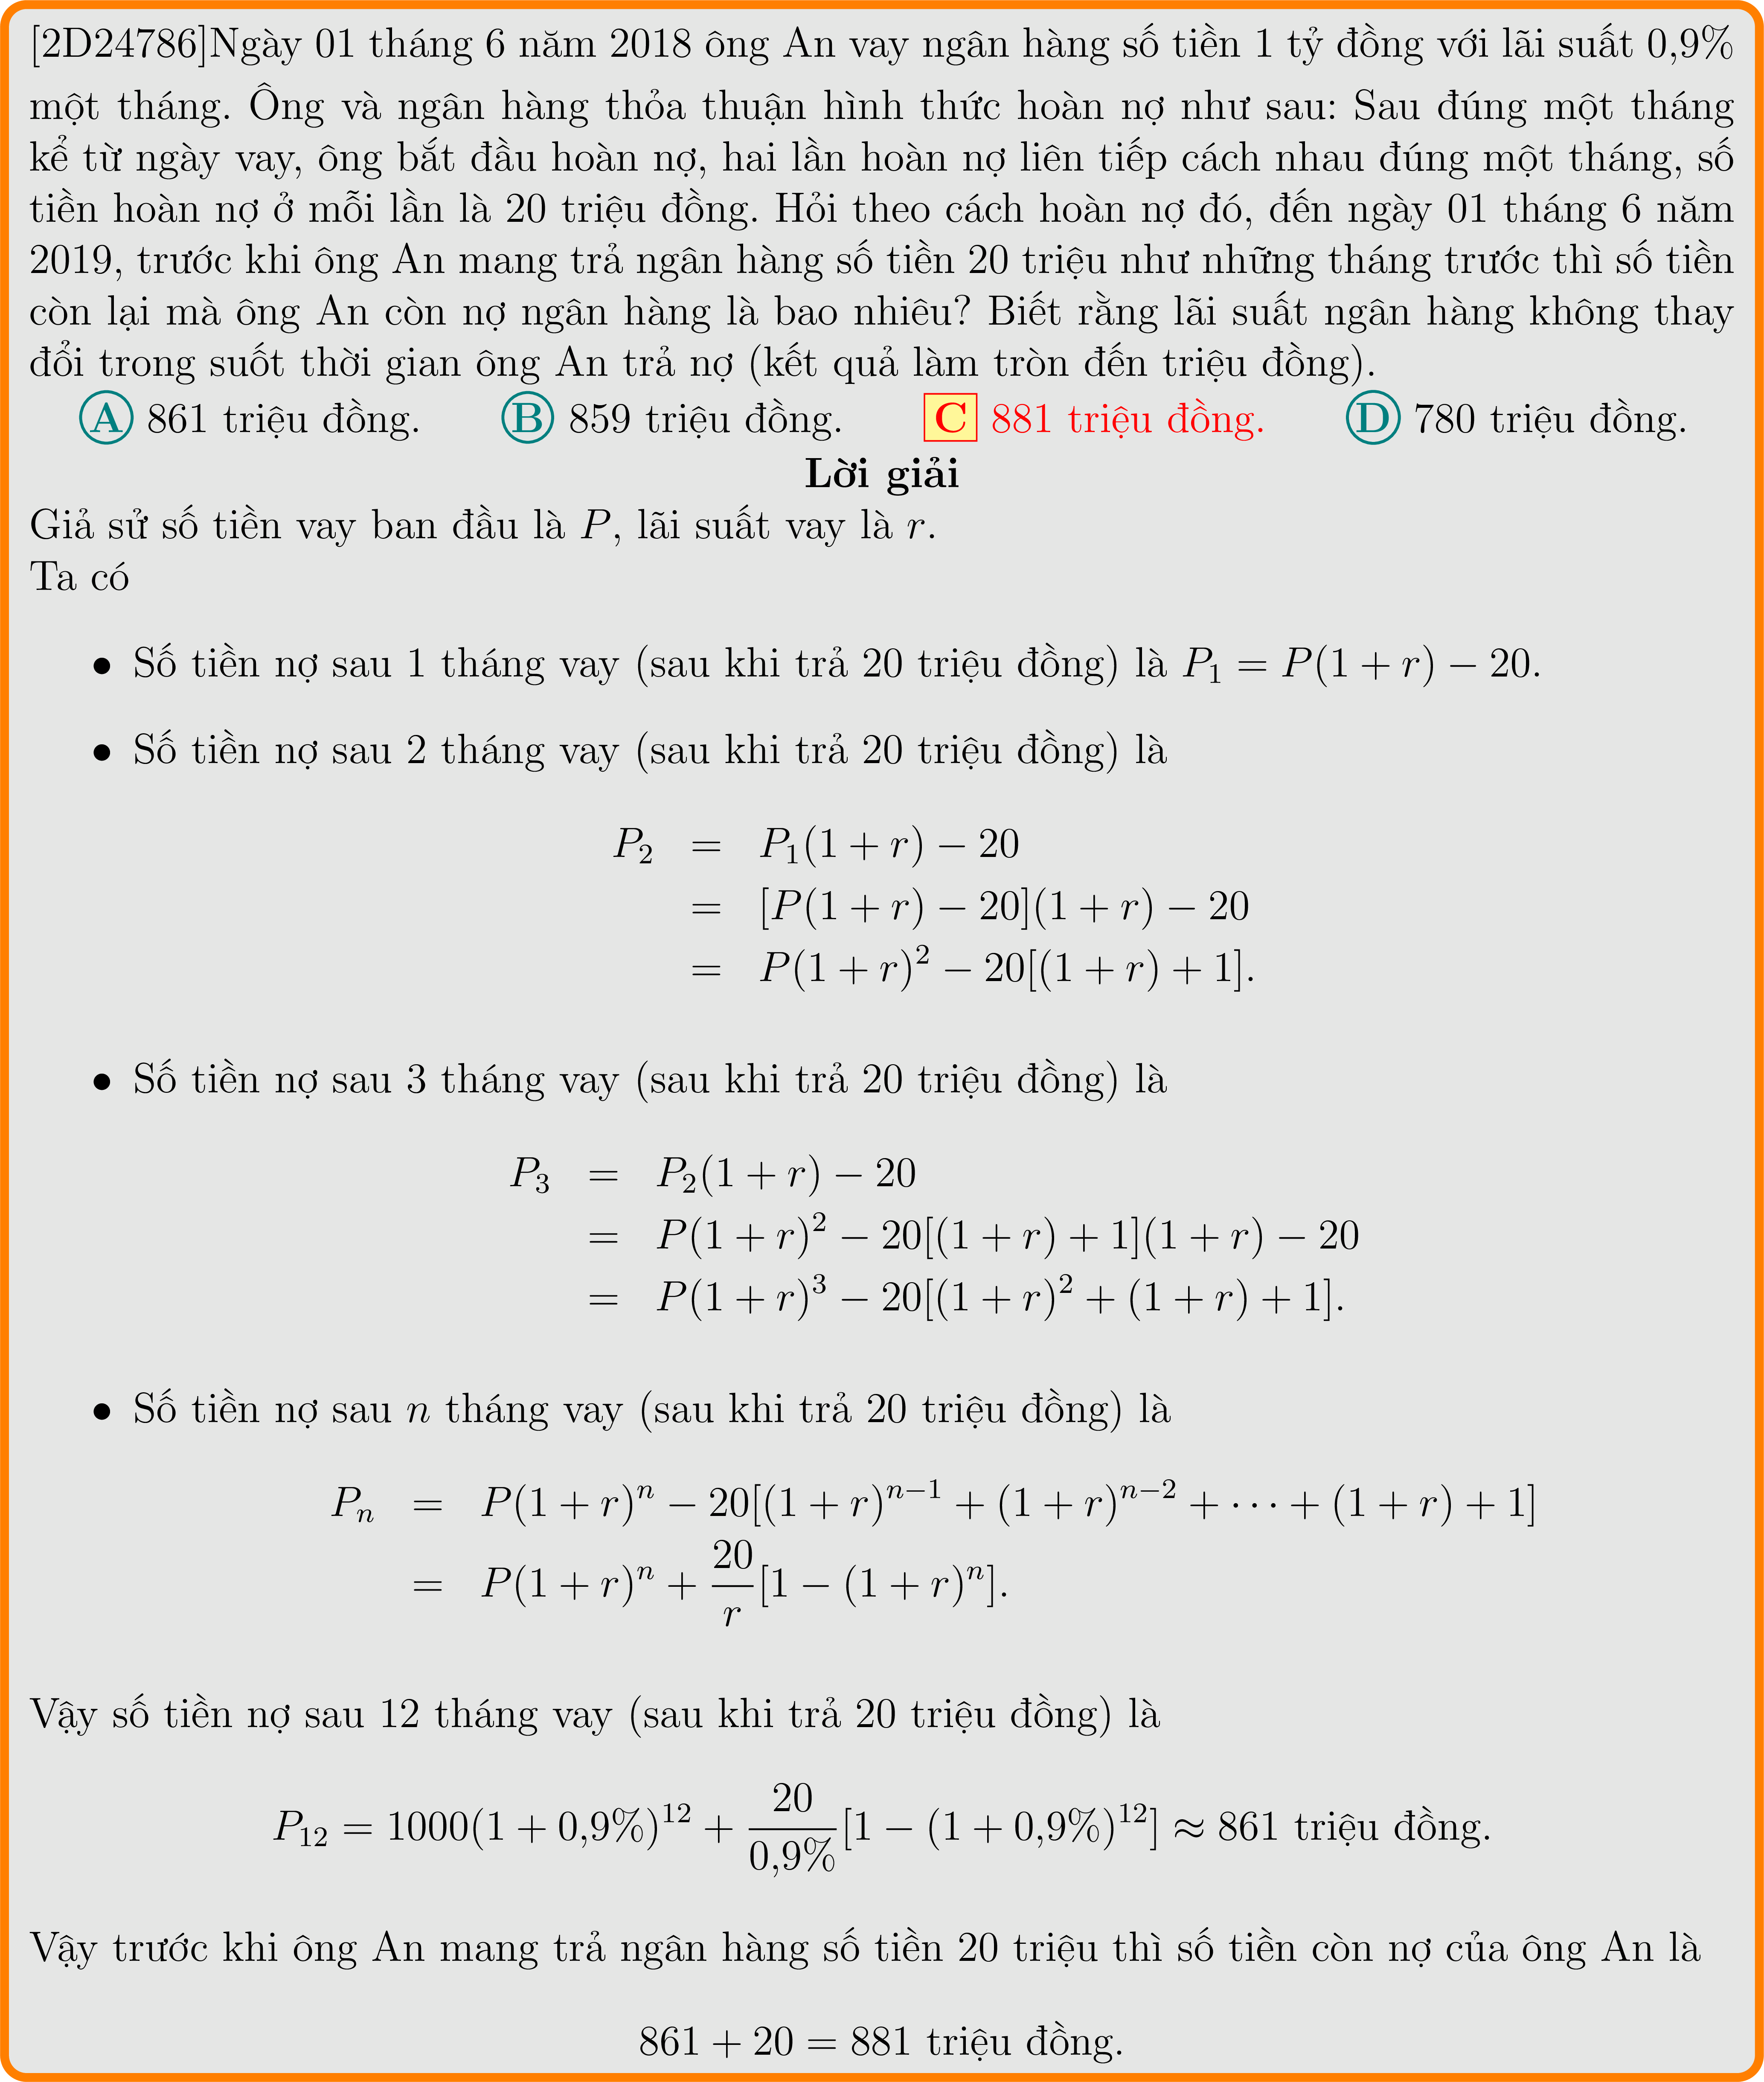 [2D24786]Ngày 01 tháng 6 năm 2018 ông An vay ngân hàng số tiền 1 tỷ đồng với lãi suất 0,9%
một tháng. Ông và ngân hàng thỏa thuận hình thức hoàn nợ như sau: Sau đúng một tháng
kể từ ngày vay, ông bắt đầu hoàn nợ, hai lần hoàn nợ liên tiếp cách nhau đúng một tháng, số
tiền hoàn nợ ở mỗi lần là 20 triệu đồng. Hỏi theo cách hoàn nợ đó, đến ngày 01 tháng 6 năm
2019, trước khi ông An mang trả ngân hàng số tiền 20 triệu như những tháng trước thì số tiền
còn lại mà ông An còn nợ ngân hàng là bao nhiêu? Biết rằng lãi suất ngân hàng không thay
đổi trong suốt thời gian ông An trả nợ (kết quả làm tròn đến triệu đồng).
A 861 triệu đồng. B 859 triệu đồng. C 881 triệu đồng. D 780 triệu đồng.
Lời giải
Giả sử số tiền vay ban đầu là P, lãi suất vay là r.
Ta có
• Số tiền nợ sau 1 tháng vay (sau khi trả 20 triệu đồng) là P₁ = P(1 + r) − 20.
• Số tiền nợ sau 2 tháng vay (sau khi trả 20 triệu đồng) là
P₂ = P₁(1 + r) − 20
= [P(1 + r) − 20](1 + r) − 20
= P(1 + r)² − 20[(1 + r) + 1].
• Số tiền nợ sau 3 tháng vay (sau khi trả 20 triệu đồng) là
P₃ = P₂(1 + r) − 20
= P(1 + r)² − 20[(1 + r) + 1](1 + r) − 20
= P(1 + r)³ − 20[(1 + r)² + (1 + r) + 1].
• Số tiền nợ sau n tháng vay (sau khi trả 20 triệu đồng) là
Pₙ = P(1 + r)ⁿ − 20[(1 + r)ⁿ⁻¹ + (1 + r)ⁿ⁻² + ··· + (1 + r) + 1]
= P(1 + r)ⁿ + 20/r [1 − (1 + r)ⁿ].
Vậy số tiền nợ sau 12 tháng vay (sau khi trả 20 triệu đồng) là
P₁₂ = 1000(1 + 0,9%)¹² + 20/0,9% [1 − (1 + 0,9%)¹²] ≈ 861 triệu đồng.
Vậy trước khi ông An mang trả ngân hàng số tiền 20 triệu thì số tiền còn nợ của ông An là
861 + 20 = 881 triệu đồng.